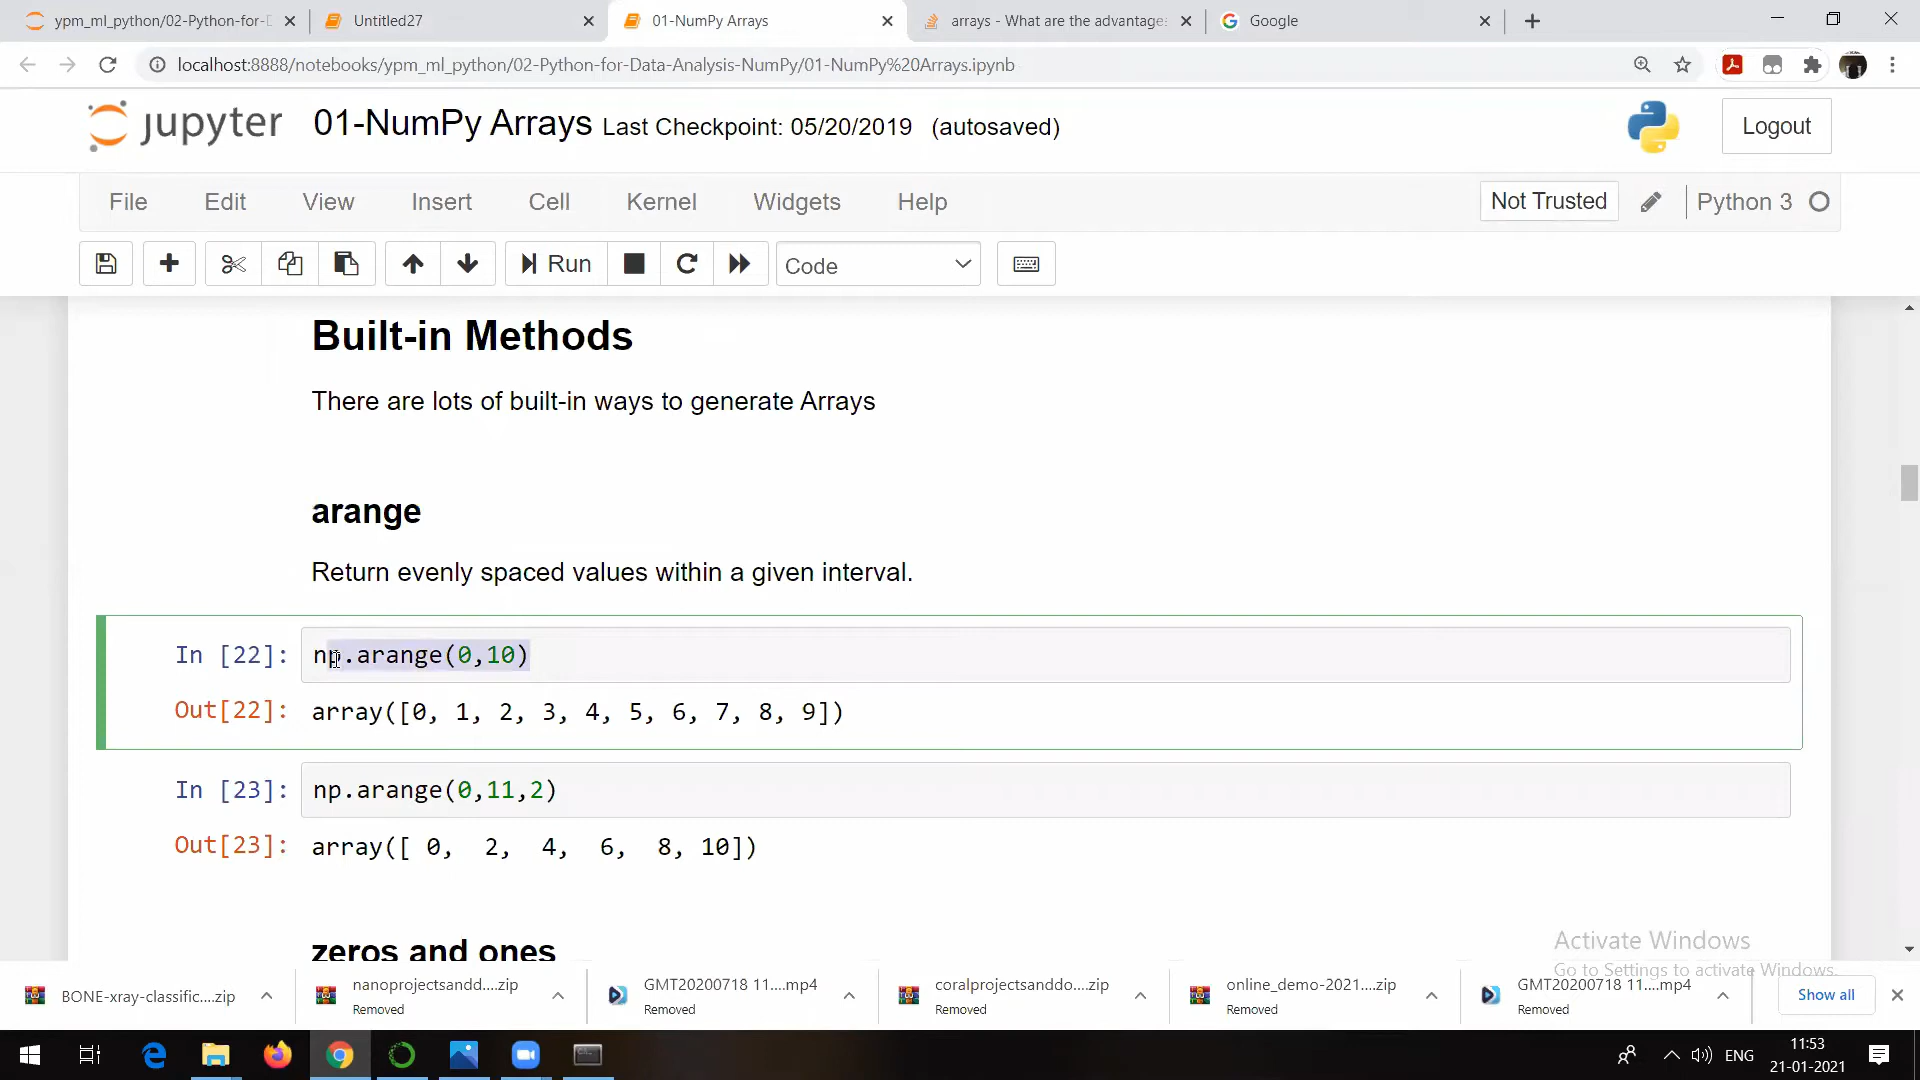 ypm_ml_python/02-Python-for-D
Untitled27
01-NumPy Arrays
arrays - What are the advantage
Google
localhost:8888/notebooks/ypm_ml_python/02-Python-for-Data-Analysis-NumPy/01-NumPy%20Arrays.ipynb
jupyter
01-NumPy Arrays Last Checkpoint: 05/20/2019 (autosaved)
Logout
File
Edit
View
Insert
Cell
Kernel
Widgets
Help
Not Trusted
Python 3
Run
Code
Built-in Methods
There are lots of built-in ways to generate Arrays
arange
Return evenly spaced values within a given interval.
In [22]: np.arange(0,10)
Out[22]: array([0, 1, 2, 3, 4, 5, 6, 7, 8, 9])
In [23]: np.arange(0,11,2)
Out[23]: array([ 0,  2,  4,  6,  8, 10])
zeros and ones
Activate Windows
Go to Settings to activate Windows.
BONE-xray-classific....zip
nanoprojectsandd....zip
Removed
GMT20200718 11....mp4
Removed
coralprojectsanddo....zip
Removed
online_demo-2021....zip
Removed
GMT20200718 11....mp4
Removed
Show all
ENG
11:53
21-01-2021